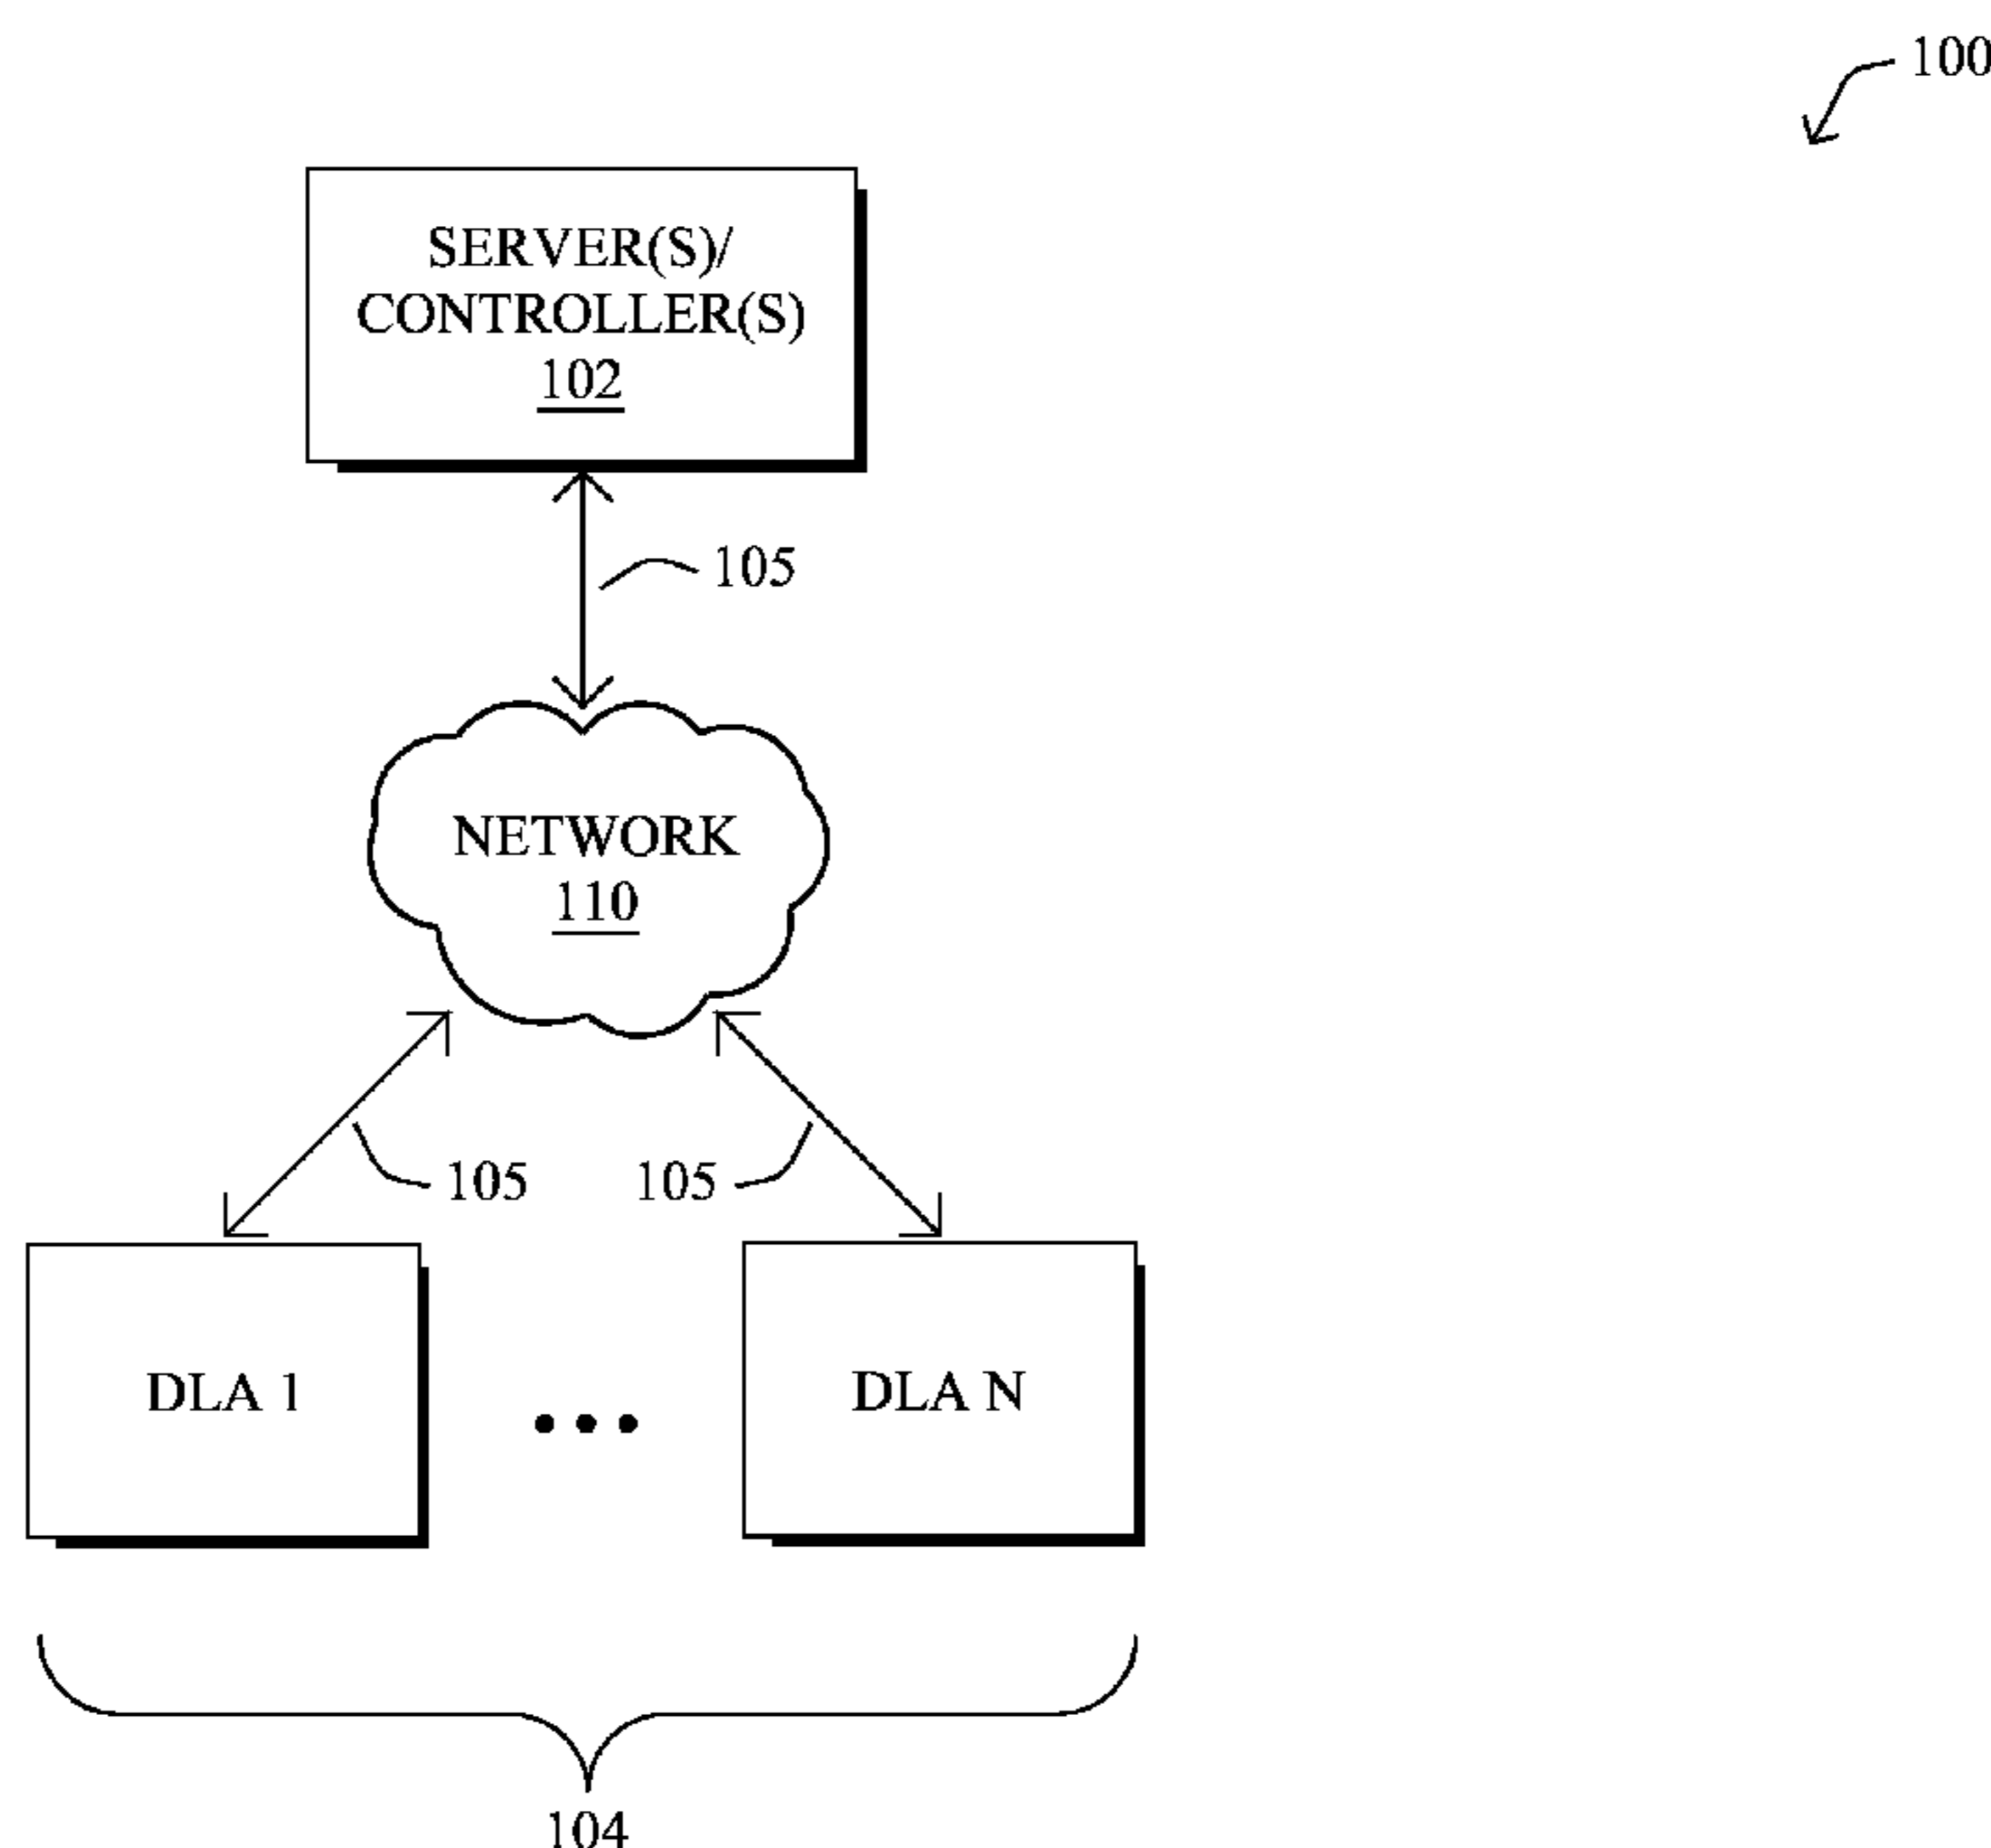 100
SERVER(S)/
CONTROLLER(S)
102
105
NETWORK
110
105 105
DLA 1 DLA N
104